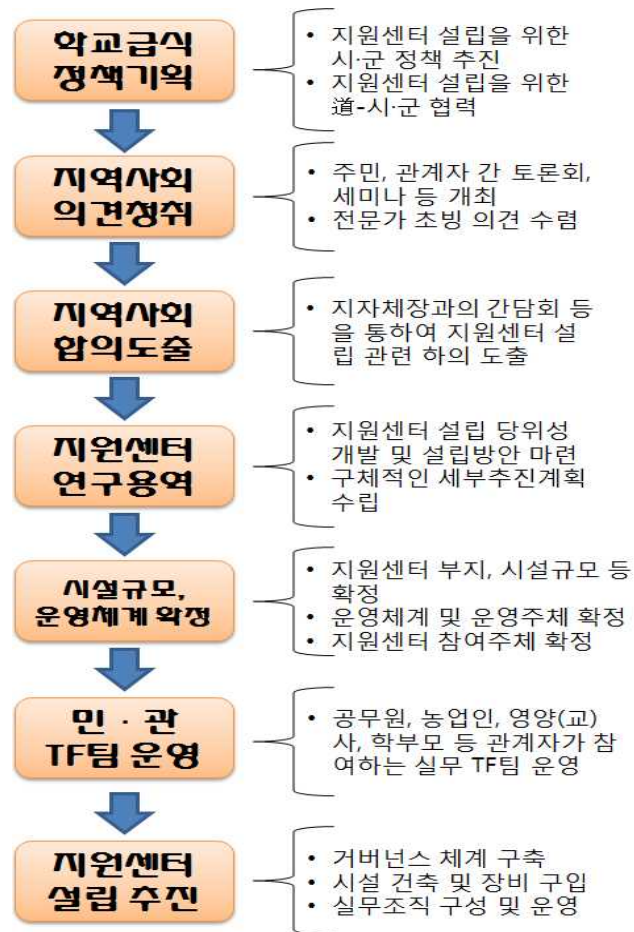 학교급식
정책기획
• 지원센터 설립을 위한
시·군 정책 추진
• 지원센터 설립을 위한
道-시·군 협력
지역사회
의견청취
• 주민, 관계자 간 토론회,
세미나 등 개최
• 전문가 초빙 의견 수렴
지역사회
합의도출
• 지자체장과의 간담회 등
을 통하여 지원센터 설
립 관련 하의 도출
지원센터
연구용역
• 지원센터 설립 당위성
개발 및 설립방안 마련
• 구체적인 세부추진계획
수립
시설규모,
운영체계 확정
• 지원센터 부지, 시설규모 등
확정
• 운영체계 및 운영주체 확정
• 지원센터 참여주체 확정
민 · 관
TF팀 운영
• 공무원, 농업인, 영양(교)
사, 학부모 등 관계자가 참
여하는 실무 TF팀 운영
지원센터
설립 추진
• 거버넌스 체계 구축
• 시설 건축 및 장비 구입
• 실무조직 구성 및 운영